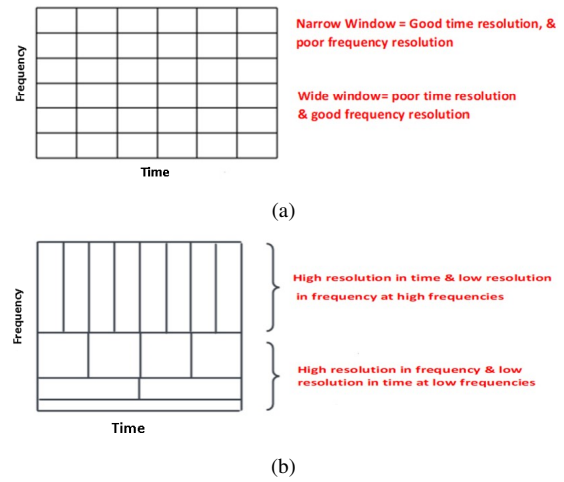 Frequency
Narrow Window = Good time resolution, &
poor frequency resolution
Wide window= poor time resolution
& good frequency resolution
Time
(a)
Frequency
High resolution in time & low resolution
in frequency at high frequencies
High resolution in frequency & low
resolution in time at low frequencies
Time
(b)